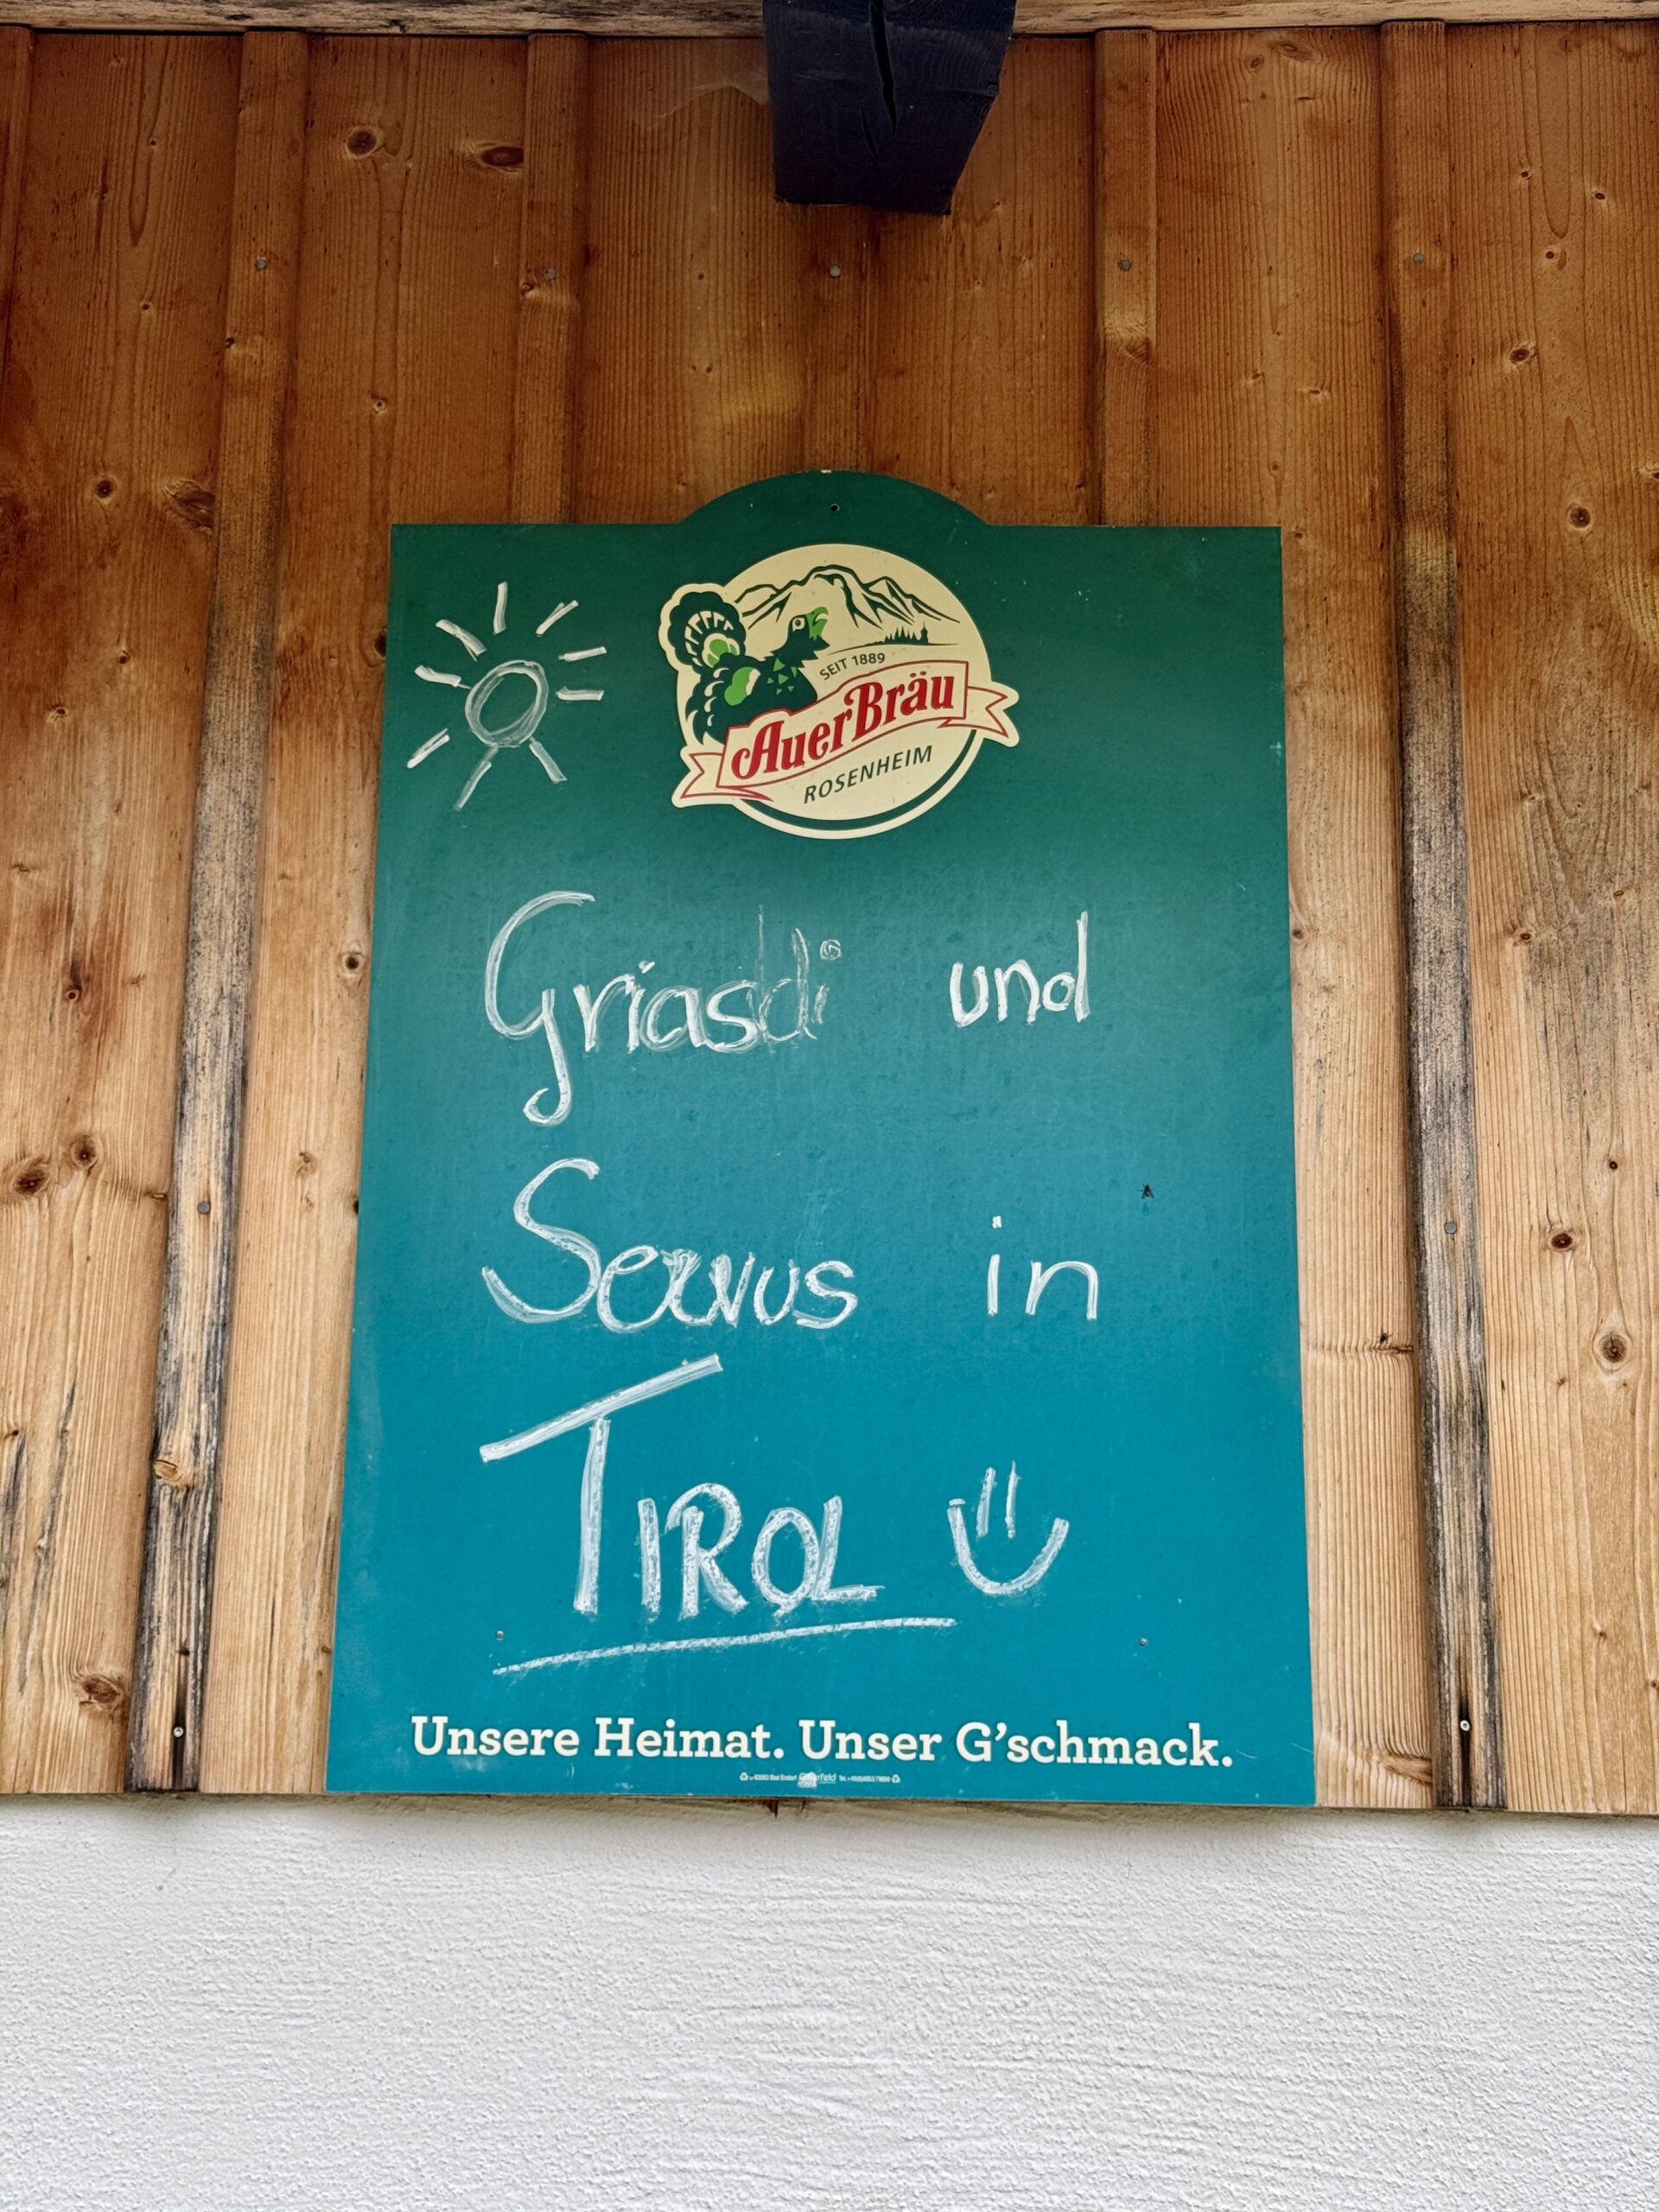 SEIT 1889
AuerBräu
ROSENHEIM
Griasdi und
Servus in
TIROL
Unsere Heimat. Unser G'schmack.